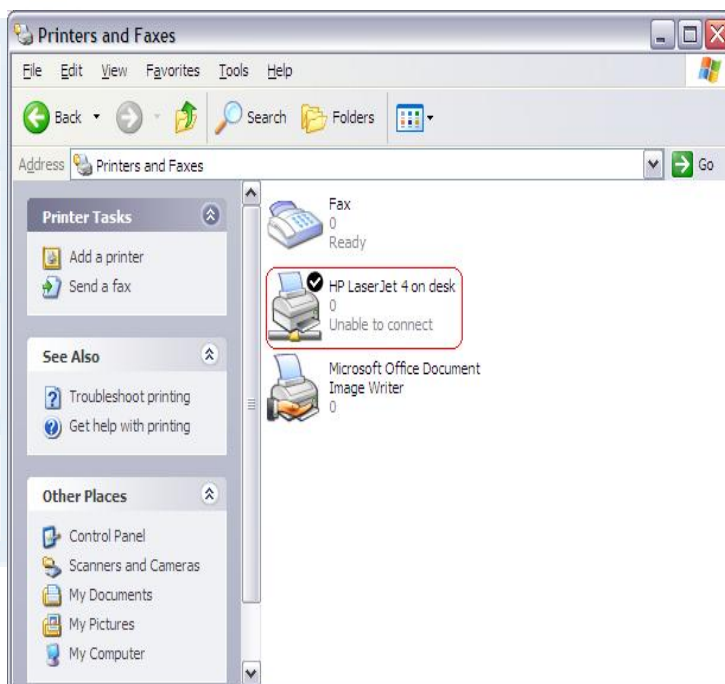 Printers and Faxes
File Edit View Favorites Tools Help
Back Search Folders
Address Printers and Faxes Go
Printer Tasks
Add a printer
Send a fax
See Also
Troubleshoot printing
Get help with printing
Other Places
Control Panel
Scanners and Cameras
My Documents
My Pictures
My Computer
Fax
0
Ready
HP LaserJet 4 on desk
0
Unable to connect
Microsoft Office Document
Image Writer
0